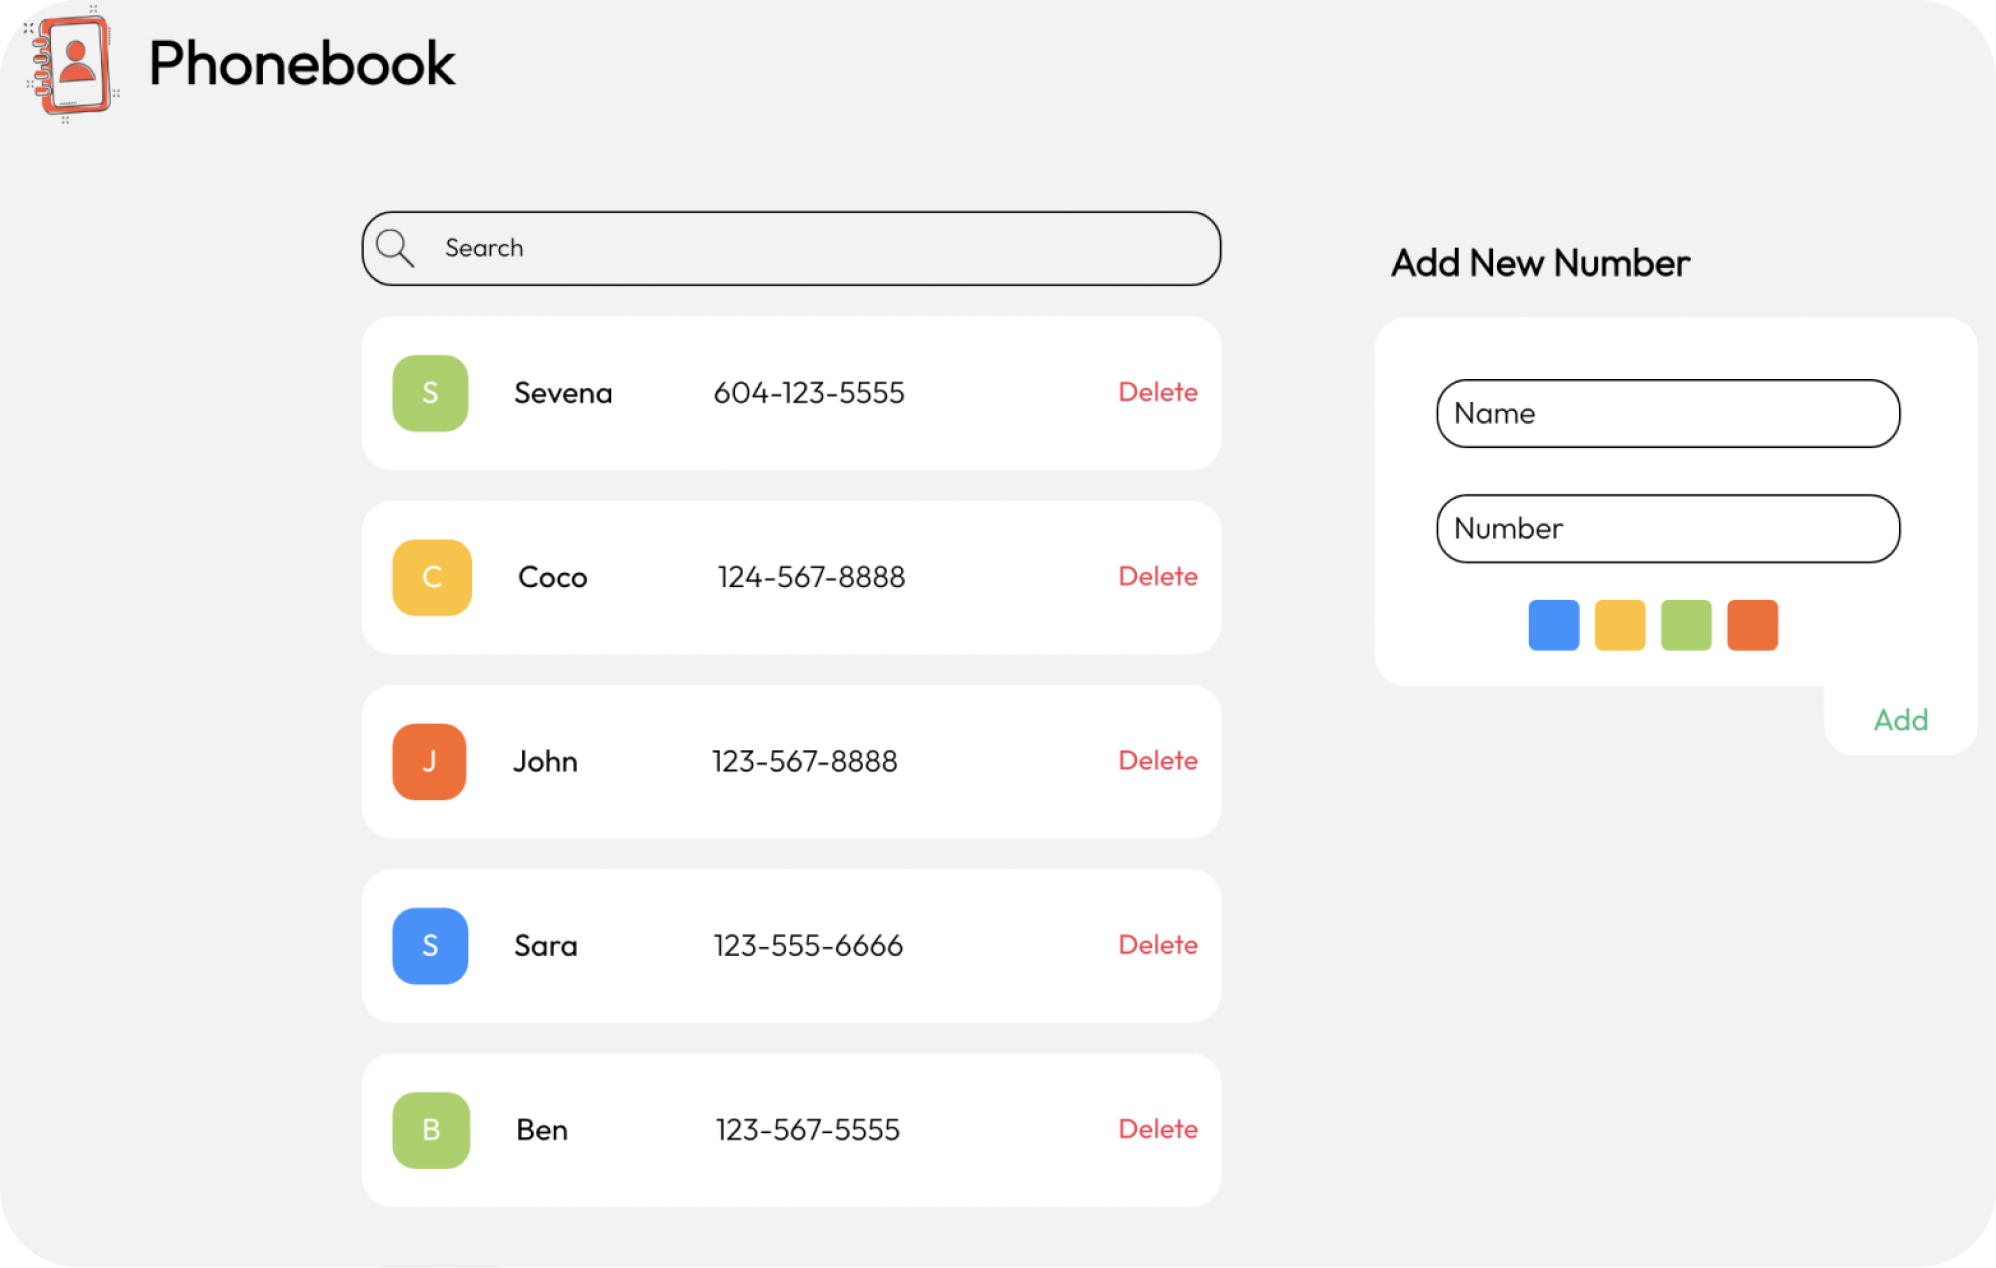 Phonebook
Search
S Sevena 604-123-5555 Delete
C Coco 124-567-8888 Delete
J John 123-567-8888 Delete
S Sara 123-555-6666 Delete
B Ben 123-567-5555 Delete
Add New Number
Name
Number
Add